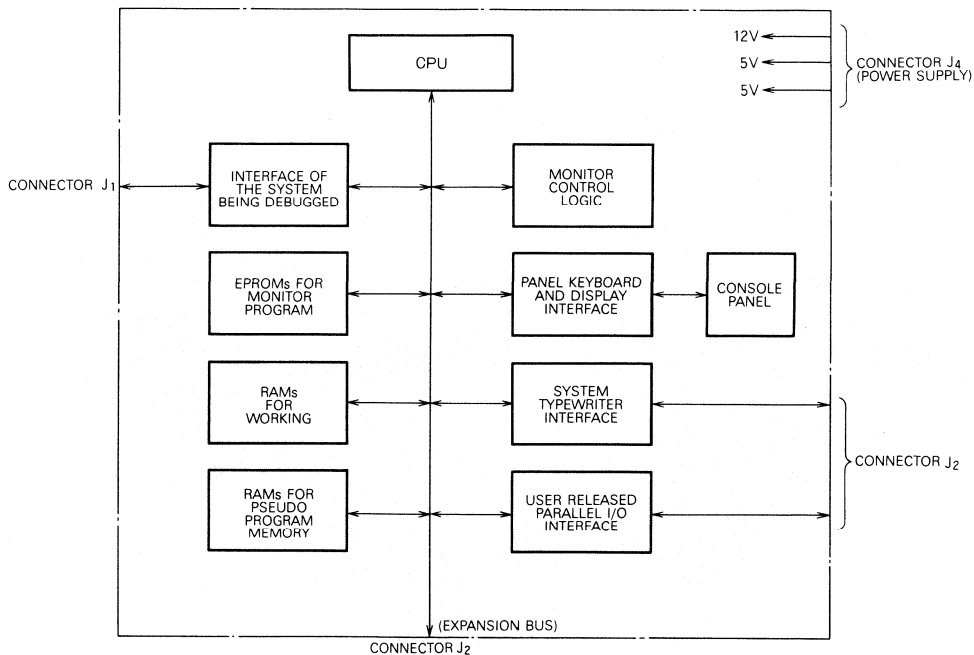 CPU
12V
5V
5V
CONNECTOR J4
(POWER SUPPLY)
CONNECTOR J1
INTERFACE OF
THE SYSTEM
BEING DEBUGGED
MONITOR
CONTROL
LOGIC
EPROMs FOR
MONITOR
PROGRAM
PANEL KEYBOARD
AND DISPLAY
INTERFACE
CONSOLE
PANEL
RAMs
FOR
WORKING
SYSTEM
TYPEWRITER
INTERFACE
CONNECTOR J2
RAMs FOR
PSEUDO
PROGRAM
MEMORY
USER RELEASED
PARALLEL I/O
INTERFACE
(EXPANSION BUS)
CONNECTOR J2